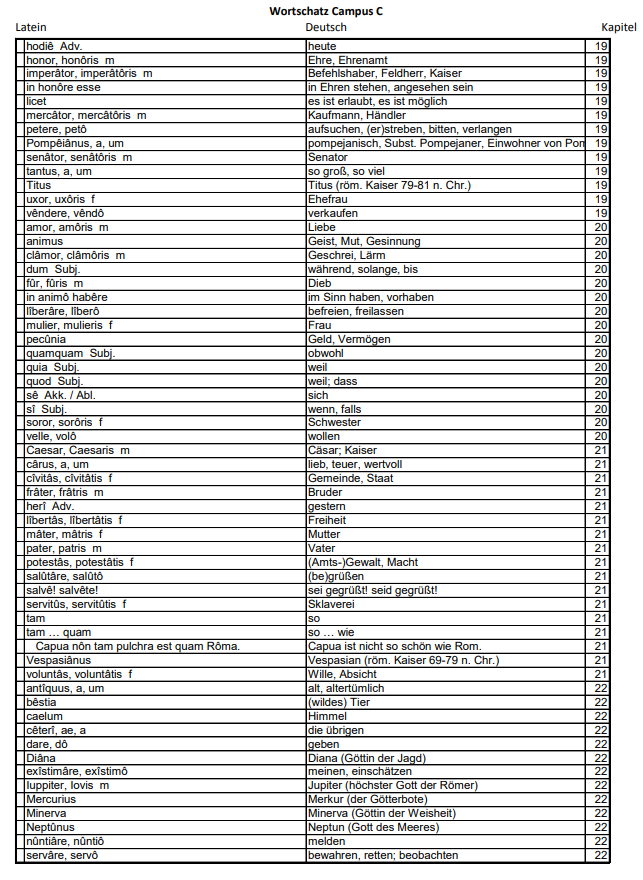 Wortschatz Campus C
Latein Deutsch Kapitel
hodiê Adv. heute 19
honor, honôris m Ehre, Ehrenamt 19
imperâtor, imperâtôris m Befehlshaber, Feldherr, Kaiser 19
in honôre esse in Ehren stehen, angesehen sein 19
licet es ist erlaubt, es ist möglich 19
mercâtor, mercâtôris m Kaufmann, Händler 19
petere, petô aufsuchen, (er)streben, bitten, verlangen 19
Pompêiânus, a, um pompejanisch, Subst. Pompejaner, Einwohner von Pom 19
senâtor, senâtôris m Senator 19
tantus, a, um so groß, so viel 19
Titus Titus (röm. Kaiser 79-81 n. Chr.) 19
uxor, uxôris f Ehefrau 19
vêndere, vêndô verkaufen 19
amor, amôris m Liebe 20
animus Geist, Mut, Gesinnung 20
clâmor, clâmôris m Geschrei, Lärm 20
dum Subj. während, solange, bis 20
fûr, fûris m Dieb 20
in animô habêre im Sinn haben, vorhaben 20
lîberâre, lîberô befreien, freilassen 20
mulier, mulieris f Frau 20
pecûnia Geld, Vermögen 20
quamquam Subj. obwohl 20
quia Subj. weil 20
quod Subj. weil; dass 20
sê Akk. / Abl. sich 20
sî Subj. wenn, falls 20
soror, sorôris f Schwester 20
velle, volô wollen 20
Caesar, Caesaris m Cäsar; Kaiser 21
cârus, a, um lieb, teuer, wertvoll 21
cîvitâs, cîvitâtis f Gemeinde, Staat 21
frâter, frâtris m Bruder 21
herî Adv. gestern 21
lîbertâs, lîbertâtis f Freiheit 21
mâter, mâtris f Mutter 21
pater, patris m Vater 21
potestâs, potestâtis f (Amts-)Gewalt, Macht 21
salûtâre, salûtô (be)grüßen 21
salvê! salvête! sei gegrüßt! seid gegrüßt! 21
servitûs, servitûtis f Sklaverei 21
tam so 21
tam … quam so … wie 21
Capua nôn tam pulchra est quam Rôma. Capua ist nicht so schön wie Rom. 21
Vespasiânus Vespasian (röm. Kaiser 69-79 n. Chr.) 21
voluntâs, voluntâtis f Wille, Absicht 21
antîquus, a, um alt, altertümlich 22
bêstia (wildes) Tier 22
caelum Himmel 22
cêterî, ae, a die übrigen 22
dare, dô geben 22
Diâna Diana (Göttin der Jagd) 22
exîstimâre, exîstimô meinen, einschätzen 22
Iuppiter, Iovis m Jupiter (höchster Gott der Römer) 22
Mercurius Merkur (der Götterbote) 22
Minerva Minerva (Göttin der Weisheit) 22
Neptûnus Neptun (Gott des Meeres) 22
nûntiâre, nûntiô melden 22
servâre, servô bewahren, retten; beobachten 22